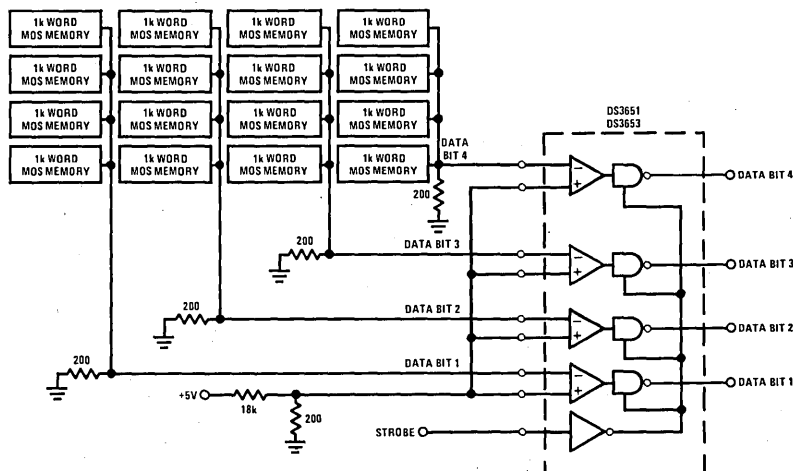 1k WORD MOS MEMORY 1k WORD MOS MEMORY 1k WORD MOS MEMORY 1k WORD MOS MEMORY
1k WORD MOS MEMORY 1k WORD MOS MEMORY 1k WORD MOS MEMORY 1k WORD MOS MEMORY
1k WORD MOS MEMORY 1k WORD MOS MEMORY 1k WORD MOS MEMORY 1k WORD MOS MEMORY
1k WORD MOS MEMORY 1k WORD MOS MEMORY 1k WORD MOS MEMORY 1k WORD MOS MEMORY
DS3651
DS3653
DATA
BIT 4
200
DATA BIT 4
200
DATA BIT 3
DATA BIT 3
200
DATA BIT 2
DATA BIT 2
200
DATA BIT 1
DATA BIT 1
+5V
18k
200
STROBE
− +
− +
− +
− +